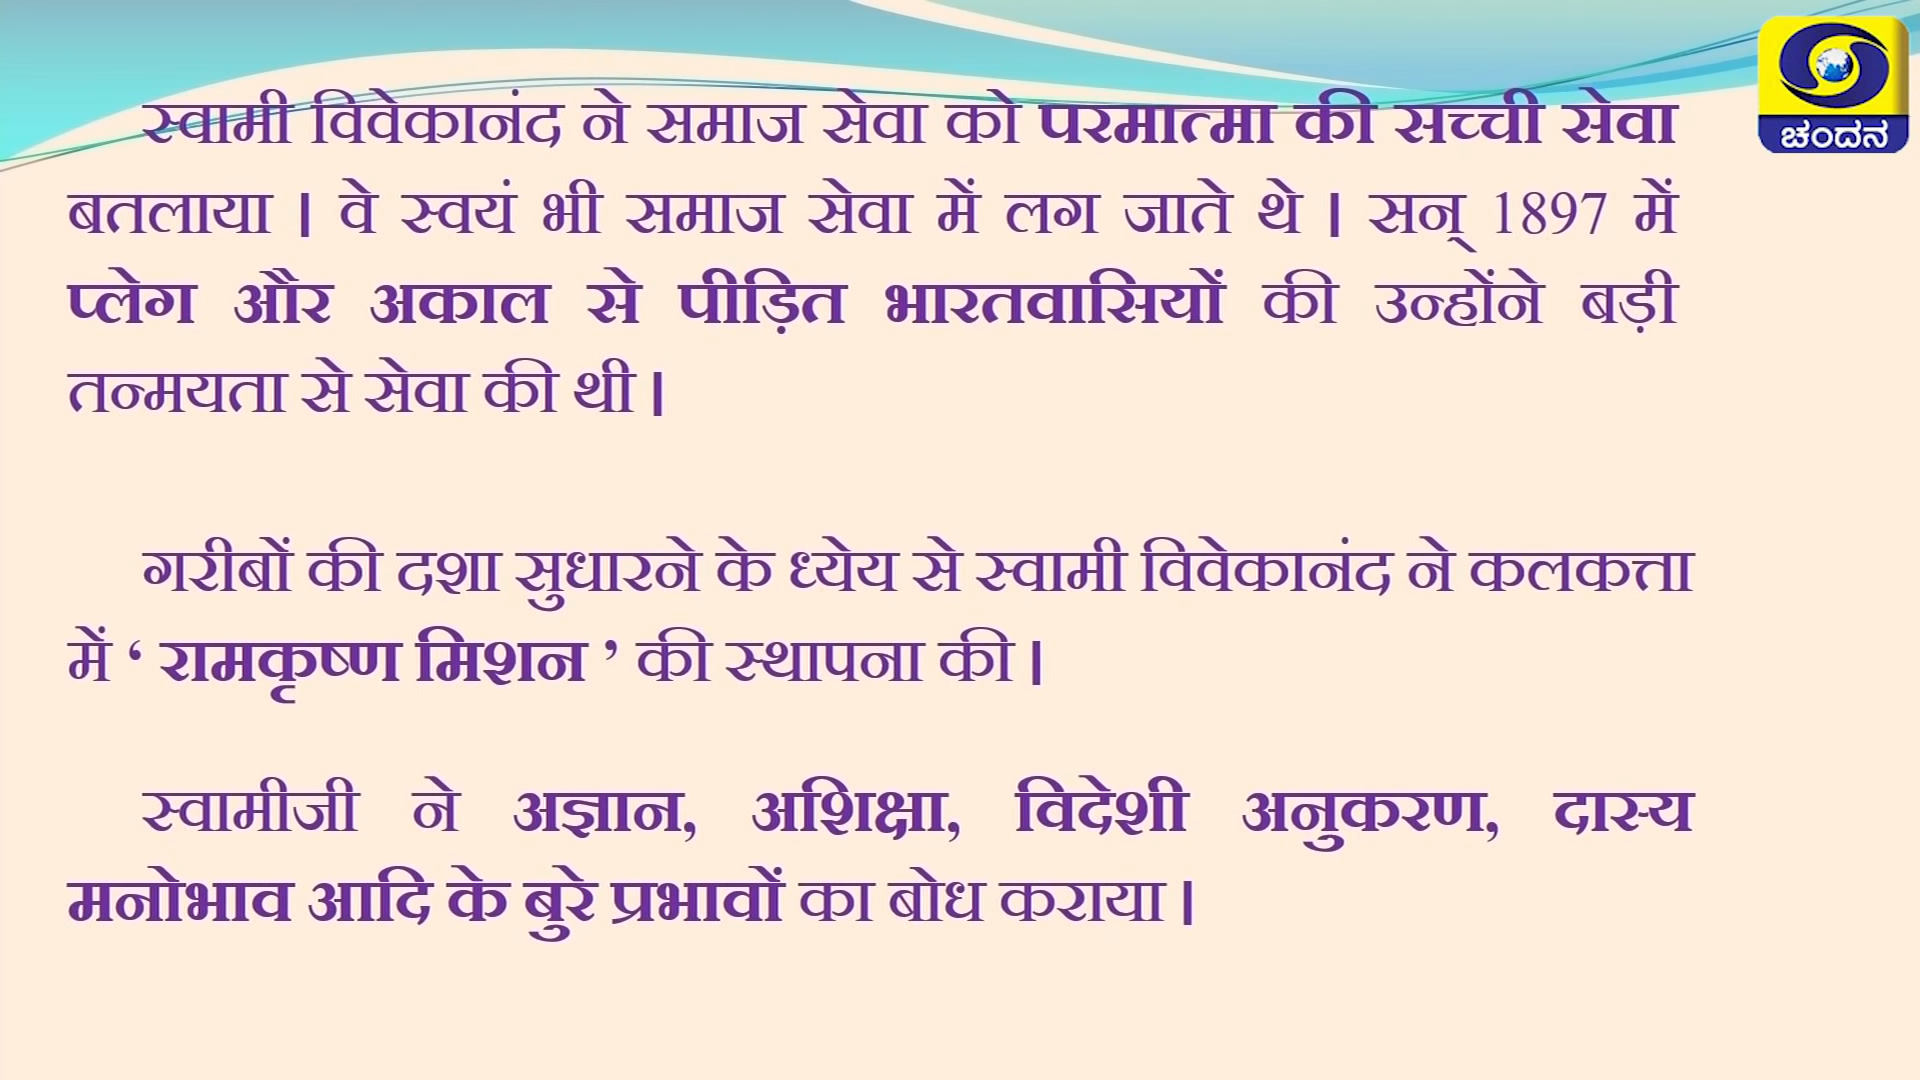 स्वामी विवेकानंद ने समाज सेवा को परमात्मा की सच्ची सेवा
बतलाया । वे स्वयं भी समाज सेवा में लग जाते थे । सन् 1897 में
प्लेग और अकाल से पीड़ित भारतवासियों की उन्होंने बड़ी
तन्मयता से सेवा की थी ।
गरीबों की दशा सुधारने के ध्येय से स्वामी विवेकानंद ने कलकत्ता
में ‘ रामकृष्ण मिशन ’ की स्थापना की ।
स्वामीजी ने अज्ञान, अशिक्षा, विदेशी अनुकरण, दास्य
मनोभाव आदि के बुरे प्रभावों का बोध कराया ।
ಚಂದನ